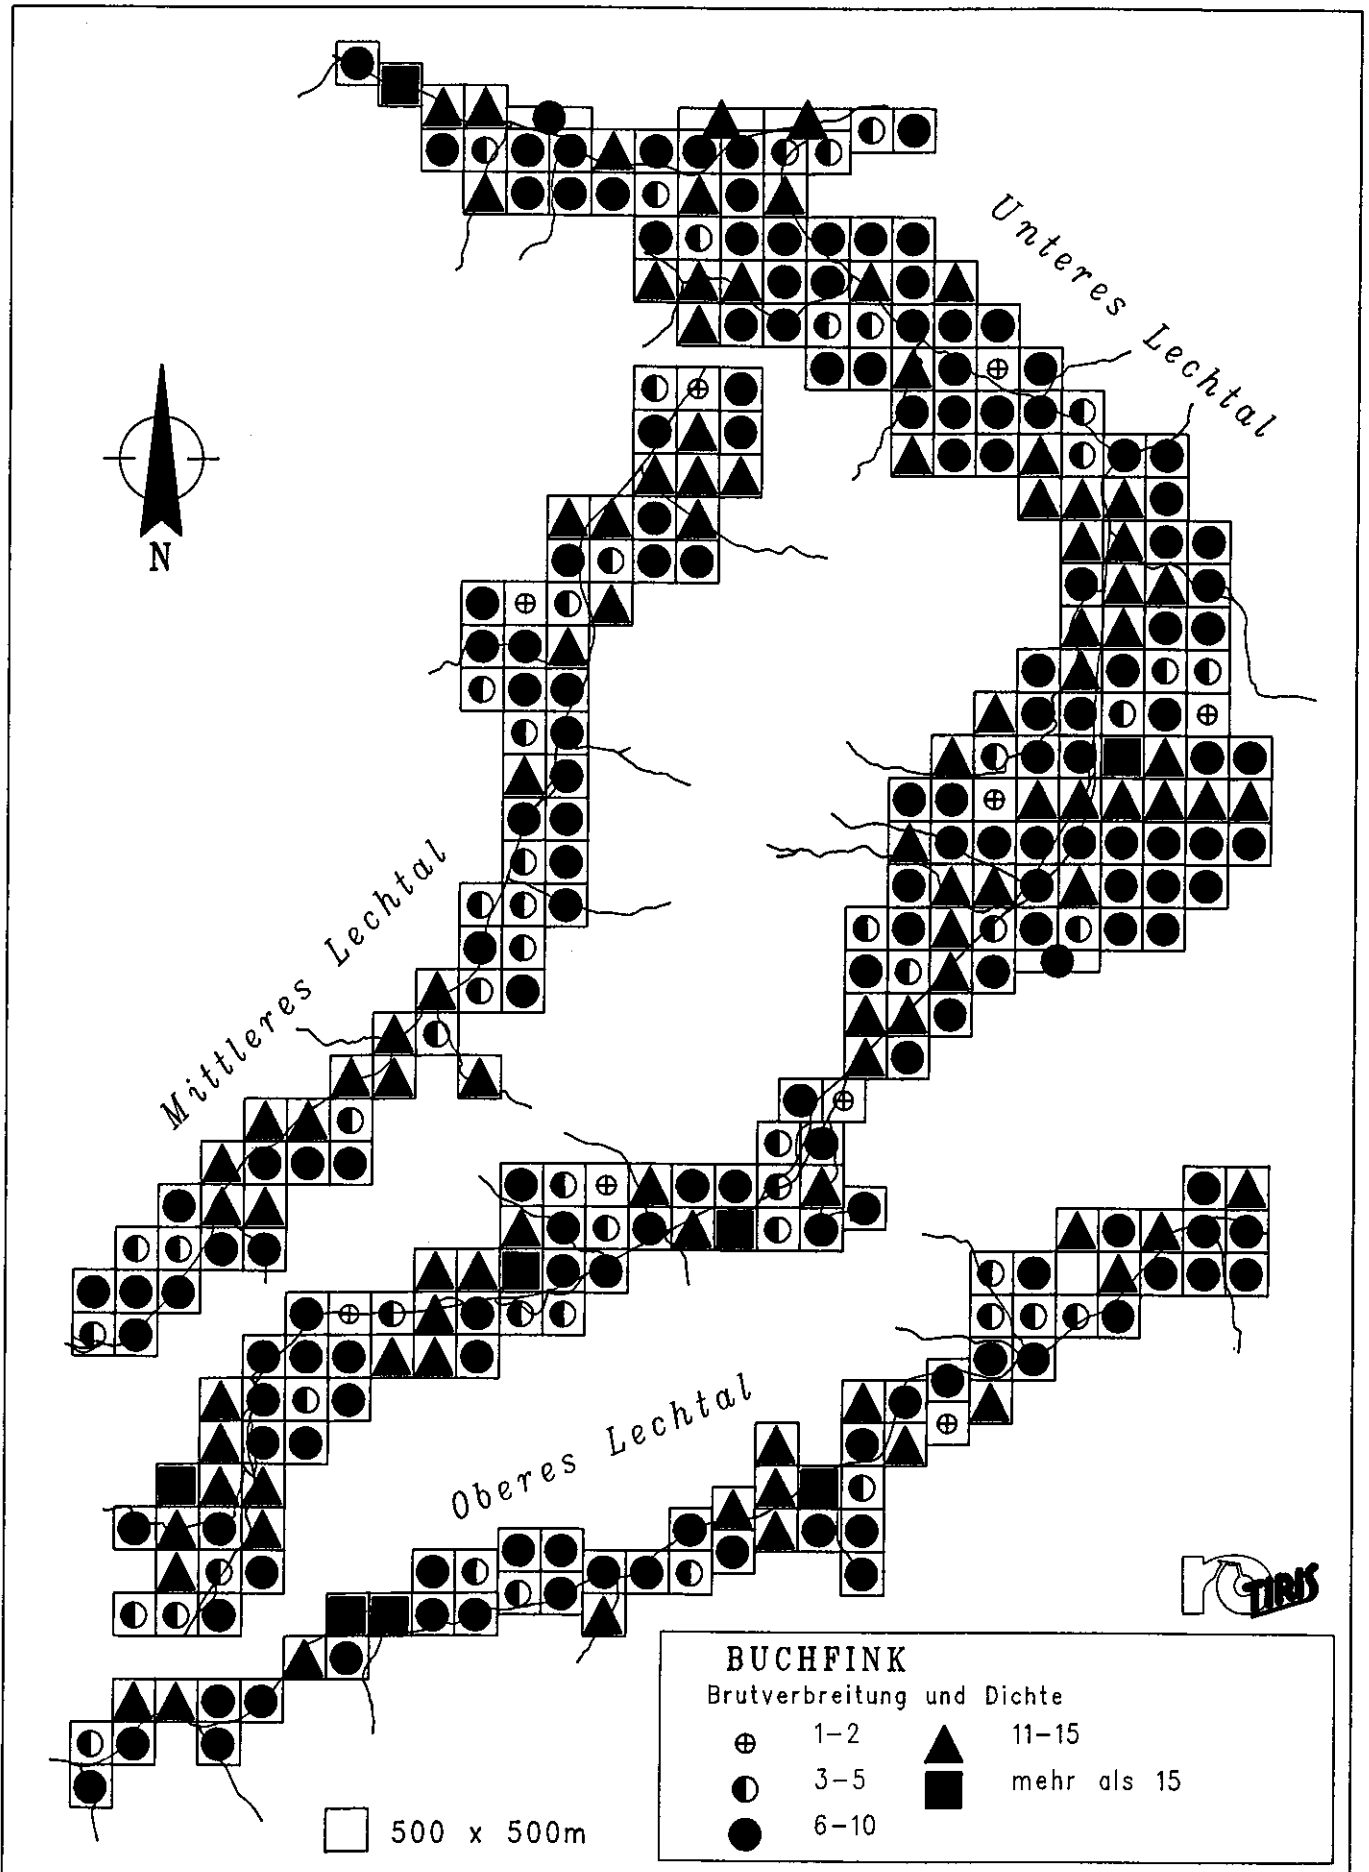 Unteres Lechtal
N
Mittleres Lechtal
Oberes Lechtal
TIRIS
BUCHFINK
Brutverbreitung und Dichte
1-2
11-15
3-5
mehr als 15
6-10
500 x 500m